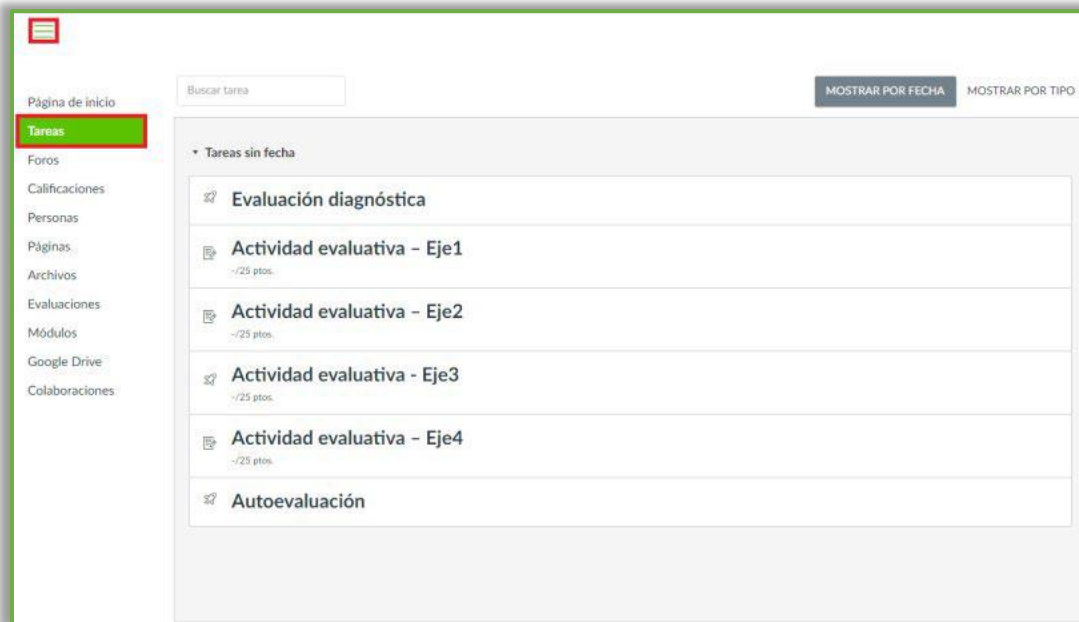 Buscar tarea
MOSTRAR POR FECHA
MOSTRAR POR TIPO
Página de inicio
Tareas
Foros
Calificaciones
Personas
Páginas
Archivos
Evaluaciones
Módulos
Google Drive
Colaboraciones
Tareas sin fecha
Evaluación diagnóstica
Actividad evaluativa – Eje1
-/25 ptos.
Actividad evaluativa – Eje2
-/25 ptos.
Actividad evaluativa - Eje3
-/25 ptos.
Actividad evaluativa – Eje4
-/25 ptos.
Autoevaluación